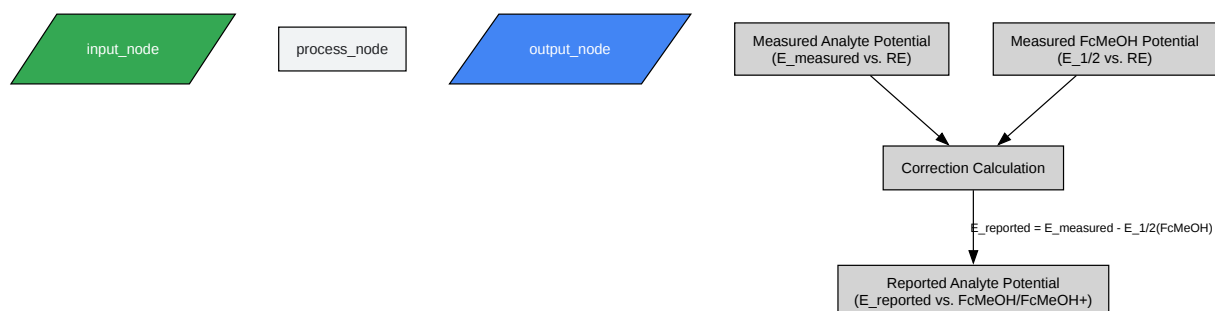 input_node
process_node
output_node
Measured Analyte Potential
(E_measured vs. RE)
Measured FcMeOH Potential
(E_1/2 vs. RE)
Correction Calculation
E_reported = E_measured - E_1/2(FcMeOH)
Reported Analyte Potential
(E_reported vs. FcMeOH/FcMeOH+)